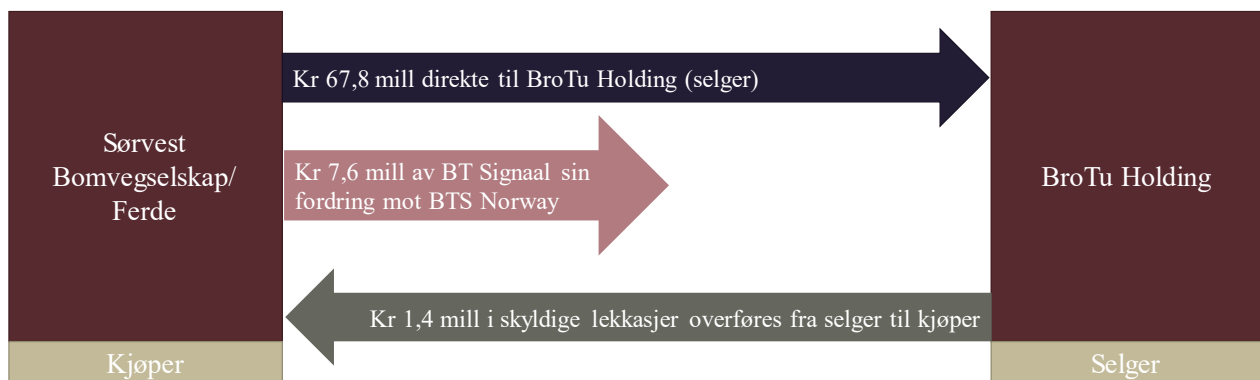 Kr 67,8 mill direkte til BroTu Holding (selger)
Sørvest
Bomvegselskap/
Ferde
Kr 7,6 mill av BT Signaal sin
fordring mot BTS Norway
BroTu Holding
Kr 1,4 mill i skyldige lekkasjer overføres fra selger til kjøper
Kjøper
Selger